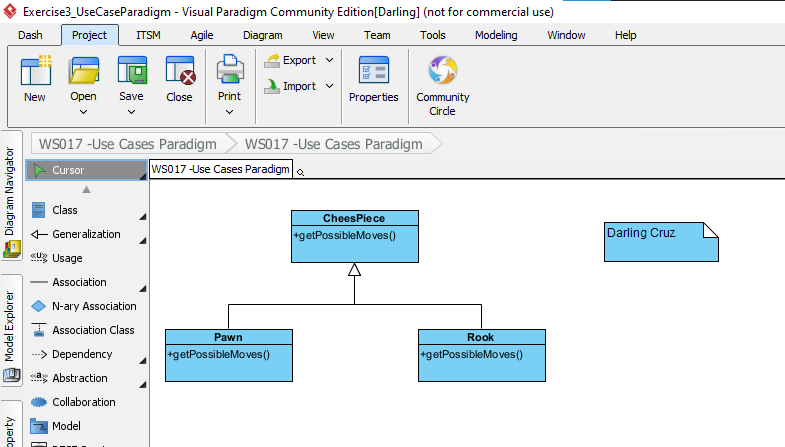 Exercise3_UseCaseParadigm - Visual Paradigm Community Edition[Darling] (not for commercial use)
Dash Project ITSM Agile Diagram View Team Tools Modeling Window Help
New Open Save Close Print Export Import Properties Community Circle
WS017 -Use Cases Paradigm WS017 -Use Cases Paradigm
Diagram Navigator
Model Explorer
Cursor
WS017 -Use Cases Paradigm
Class
Generalization
<<U>> Usage
Association
N-ary Association
Association Class
Dependency
<<a>> Abstraction
Collaboration
Model
CheesPiece
+getPossibleMoves()
Darling Cruz
Pawn
+getPossibleMoves()
Rook
+getPossibleMoves()